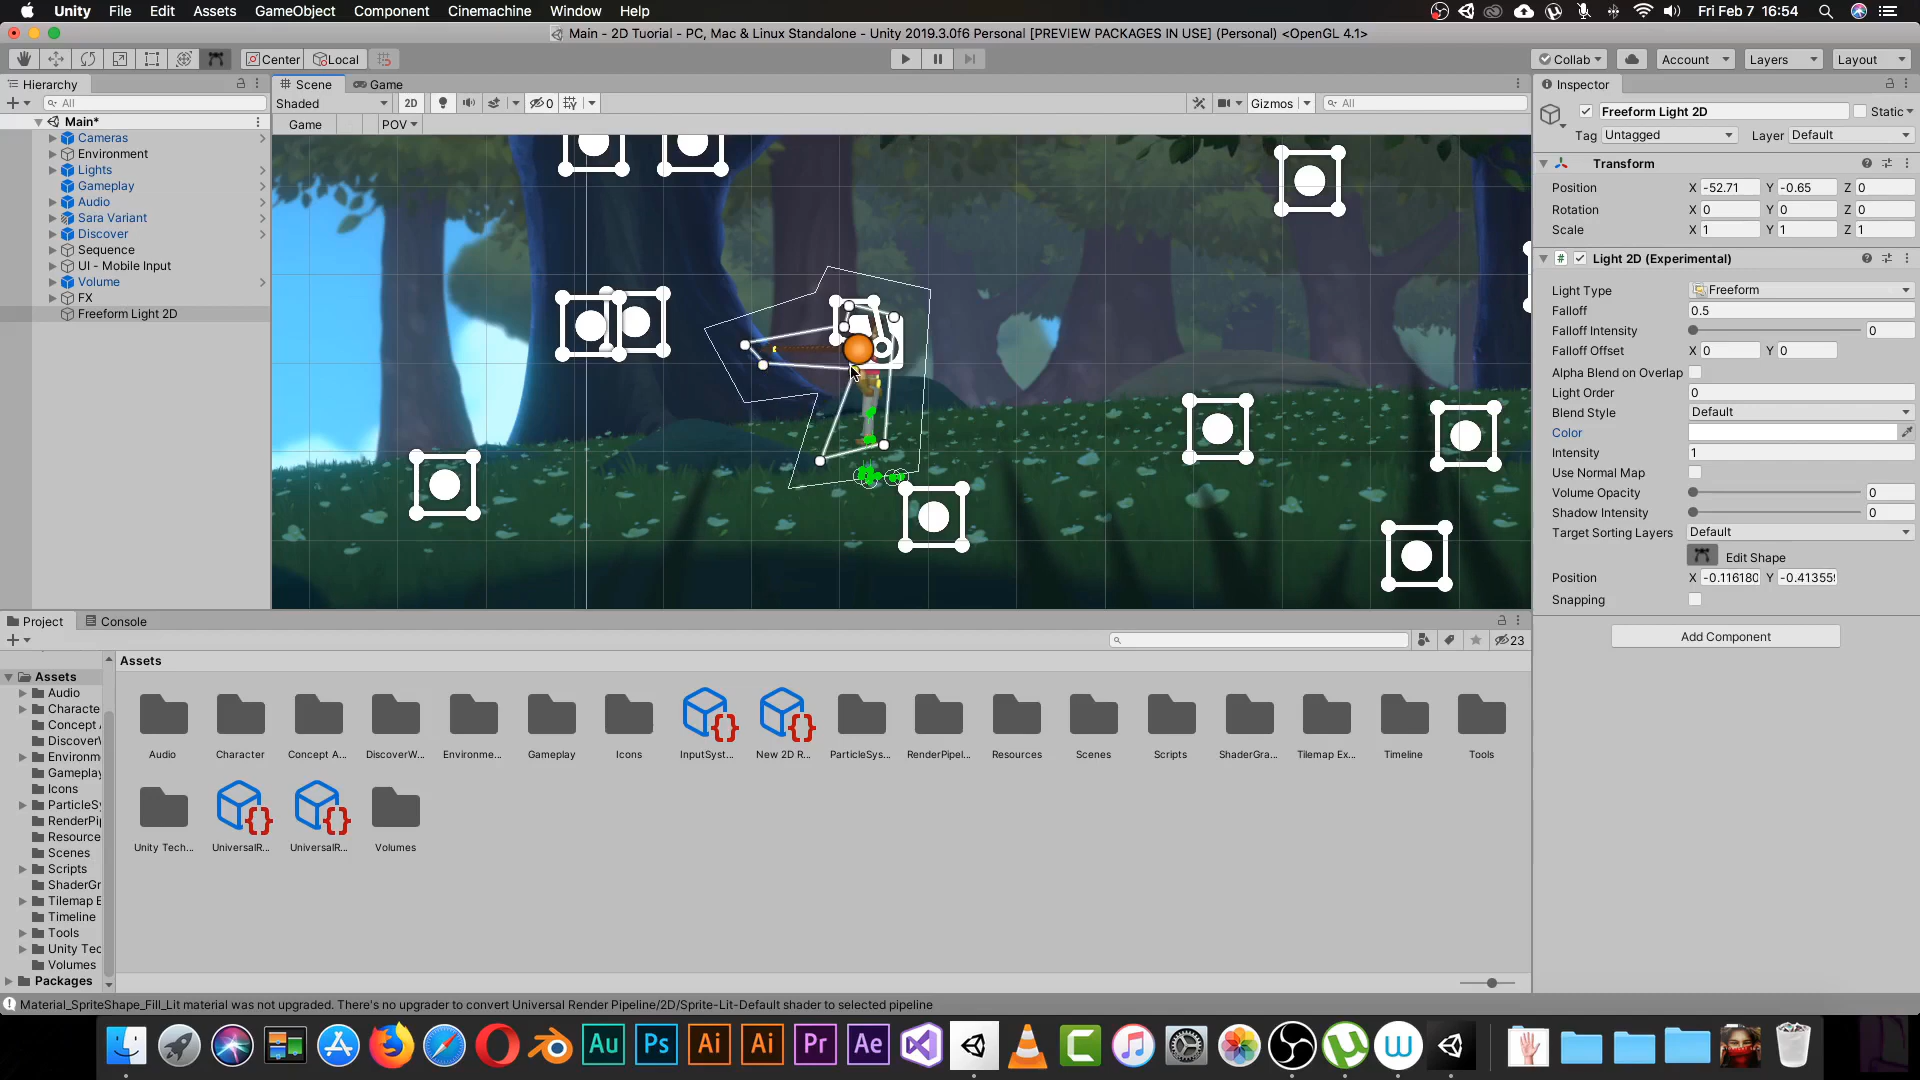 Unity File Edit Assets GameObject Component Cinemachine Window Help Fri Feb 7 16:54
Main - 2D Tuorial - PC, Mac & Linux Standalone - Unity 2019.3.0f6 Personal [PREVIEW PACKAGES IN USE] (Personal) <OpenGL 4.1>
Center Local Collab Account Layers Layout
Hierarchy
All
Main*
Cameras
Environment
Lights
Gameplay
Audio
Sara Variant
Discover
Sequence
UI - Mobile Input
Volume
FX
Freeform Light 2D
Scene Game
Shaded 2D 0 Gizmos All
Game POV
Inspector
Freeform Light 2D Static
Tag Untagged Layer Default
Transform
Position X -52.71 Y -0.65 Z 0
Rotation X 0 Y 0 Z 0
Scale X 1 Y 1 Z 1
Light 2D (Experimental)
Light Type Freeform
Falloff 0.5
Falloff Intensity 0
Falloff Offset X 0 Y 0
Alpha Blend on Overlap
Light Order 0
Blend Style Default
Color
Intensity 1
Use Normal Map
Volume Opacity 0
Shadow Intensity 0
Target Sorting Layers Default
Edit Shape
Position X -0.116180 Y -0.41355
Snapping
Add Component
Project Console
23
Assets
Audio
Characte
Concept
Discover
Environm
Gameplay
Icons
ParticleSy
RenderPip
Resource
Scenes
Scripts
ShaderGr
Tilemap E
Timeline
Tools
Unity Tec
Volumes
Packages
Assets
Audio Character Concept A... DiscoverW... Environme... Gameplay Icons InputSyst... New 2D R... ParticleSys... RenderPipel... Resources Scenes Scripts ShaderGra... Tilemap Ex... Timeline Tools
Unity Tech... UniversalR... UniversalR... Volumes
Material_SpriteShape_Fill_Lit material was not upgraded. There's no upgrader to convert Universal Render Pipeline/2D/Sprite-Lit-Default shader to selected pipeline
Au Ps Ai Ai Pr Ae